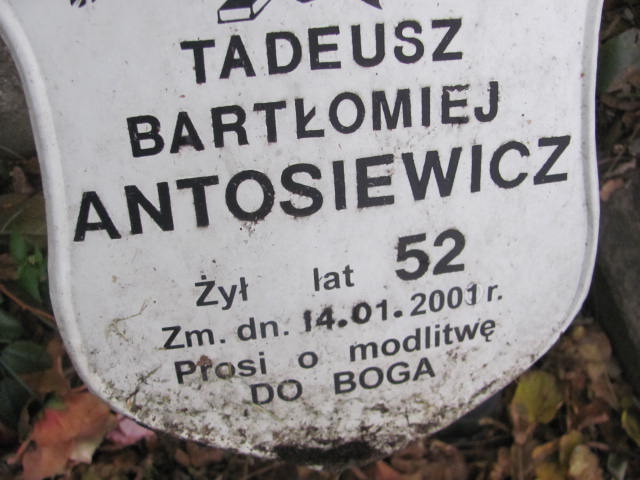 TADEUSZ
BARTŁOMIEJ
ANTOSIEWICZ
Żył lat 52
Zm. dn. 14.01.2001 r.
Prosi o modlitwę
DO BOGA